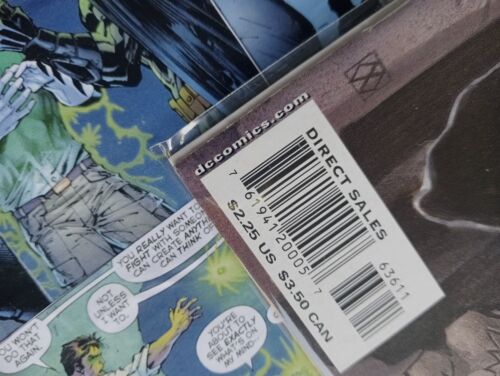 dccomics.com
DIRECT SALES
7 61941 20005 7
63611
$2.25 US $3.50 CAN
YOU REALLY WANT TO
FIGHT WITH SOMEONE
CAN CREATE ANYTHING
CAN THINK OF
NOT
UNLESS
I WANT
TO.
YOU WON'T
DO THAT
AGAIN.
YOU'RE
ABOUT TO
SEE EXACTLY
WHAT'S ON
MY MIND--